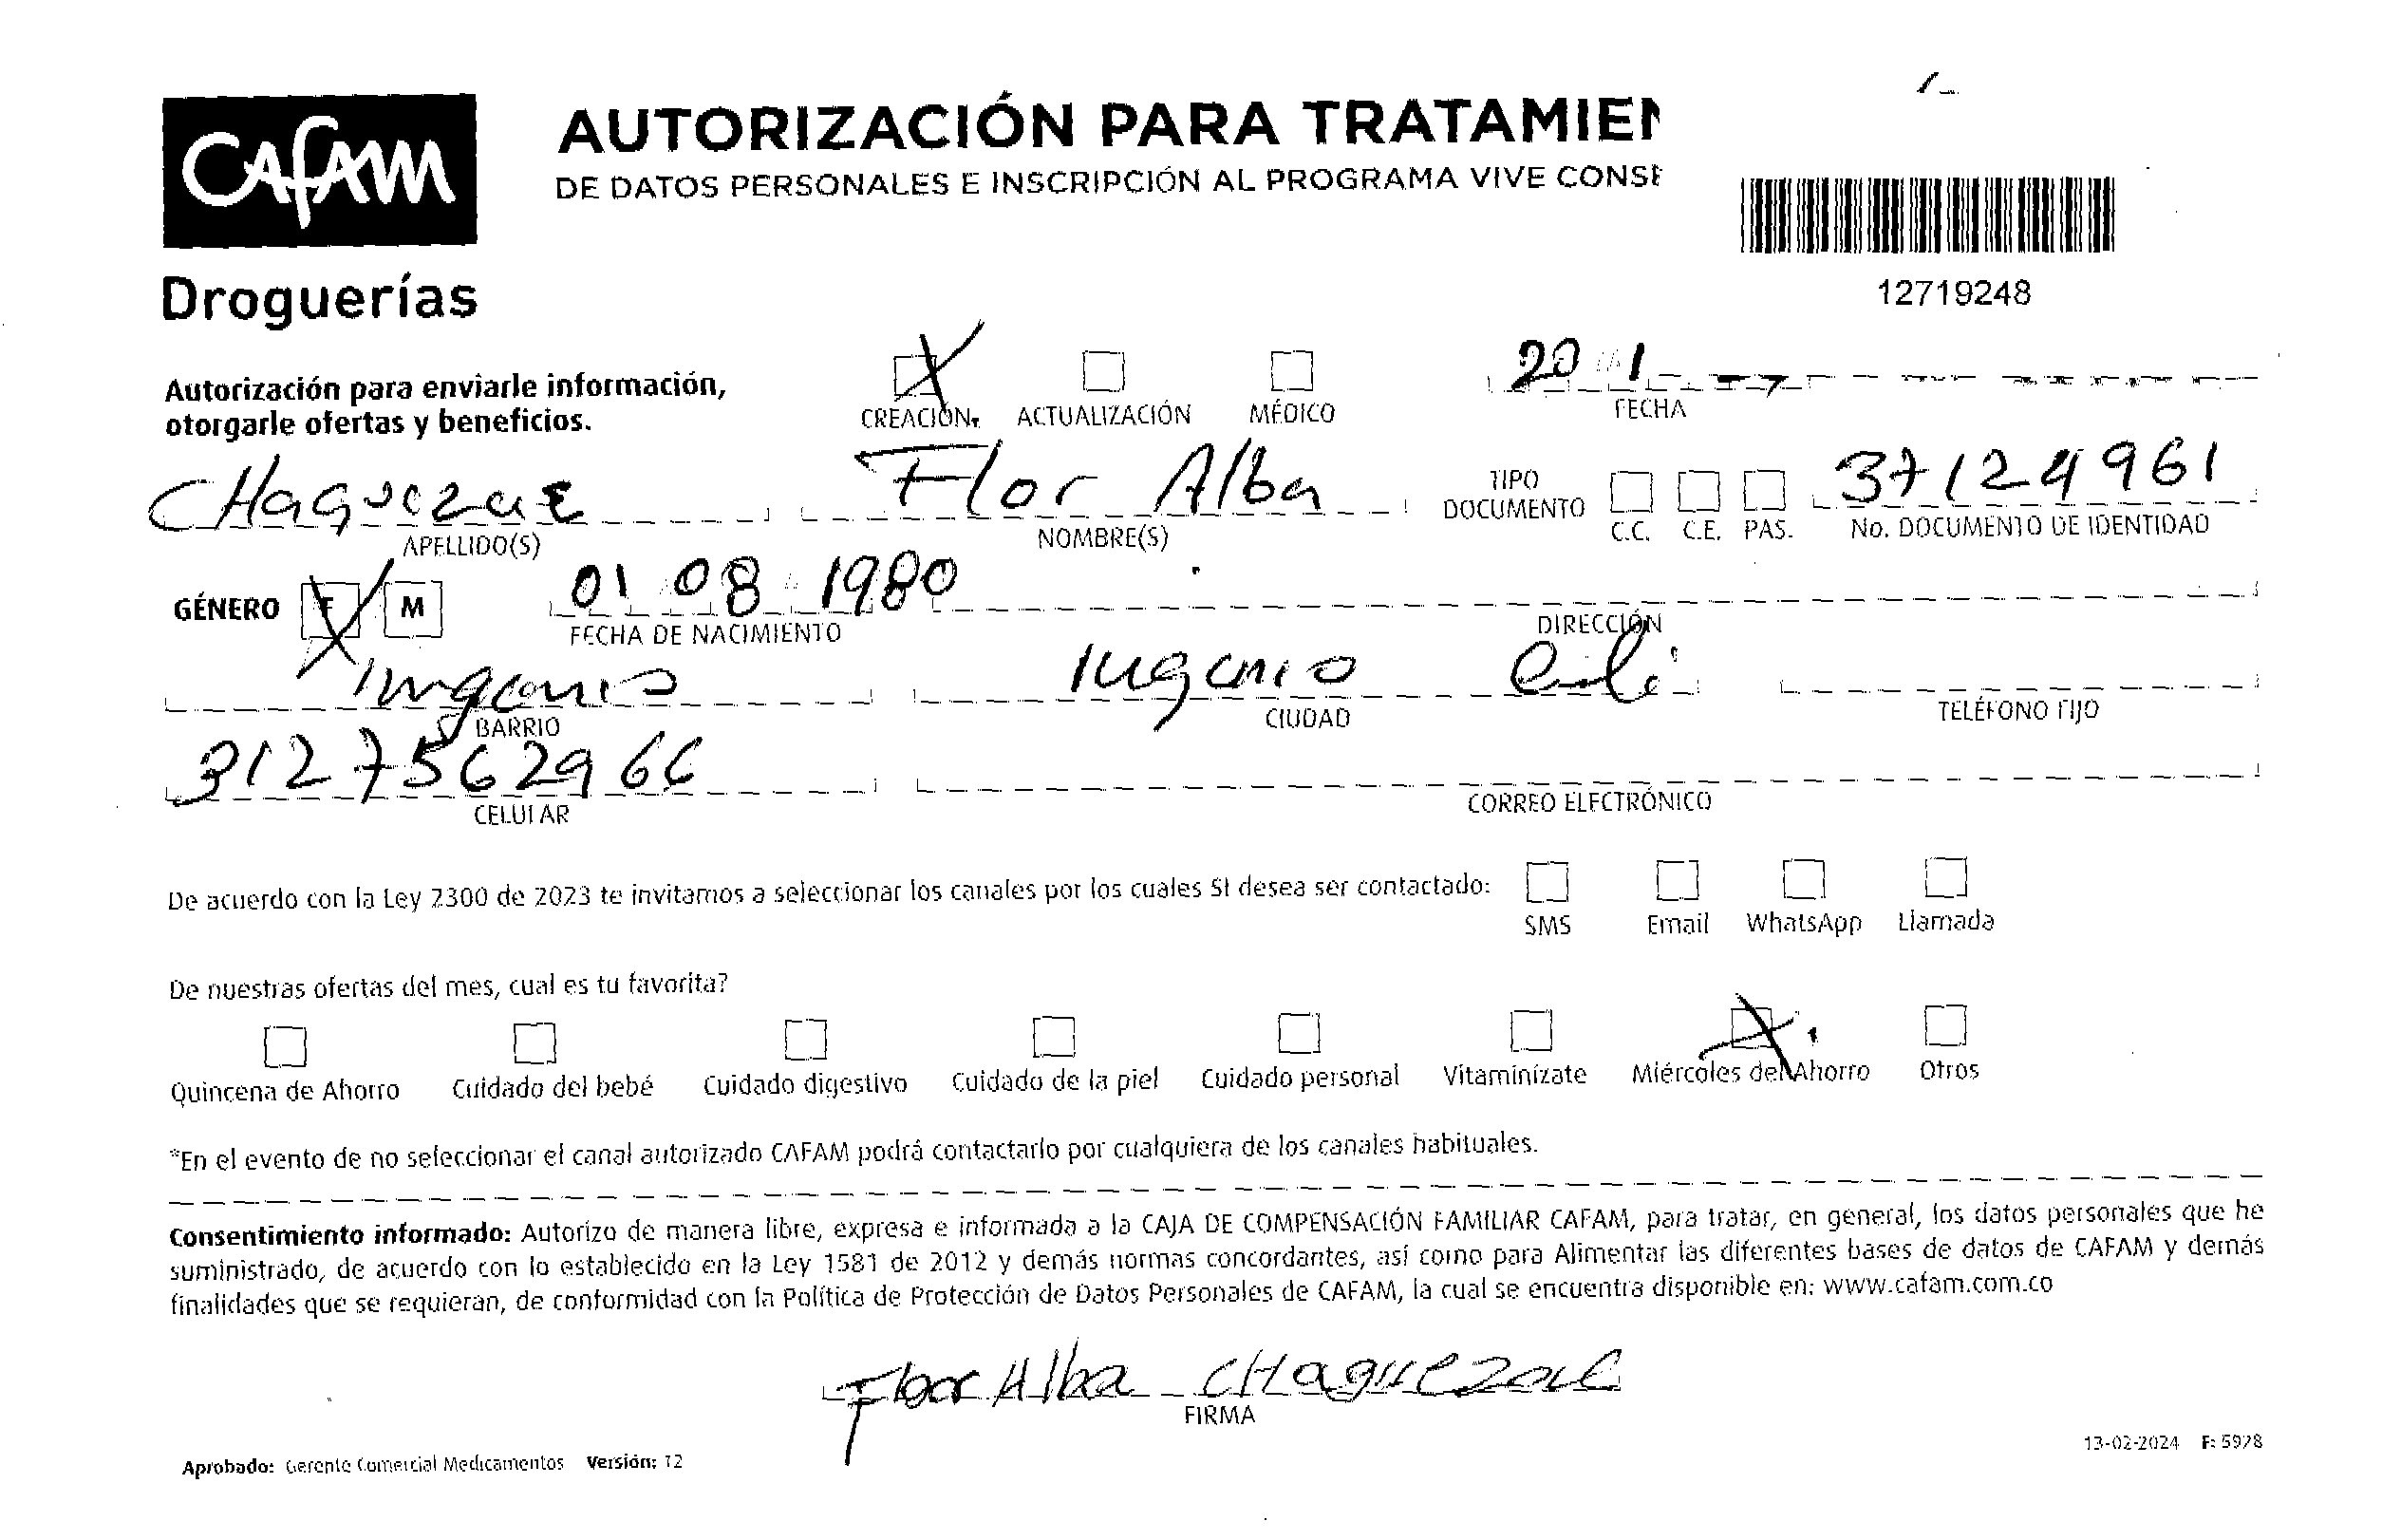 CAFAM
Droguerías
AUTORIZACIÓN PARA TRATAMIEN
DE DATOS PERSONALES E INSCRIPCIÓN AL PROGRAMA VIVE CONSE
12719248
Autorización para enviarle información,
otorgarle ofertas y beneficios.
X
CREACIÓN ACTUALIZACIÓN MÉDICO
20 1
FECHA
Flor Alba
APELLIDO(S) NOMBRE(S)
TIPO
DOCUMENTO
C.C. C.E. PAS.
37124961
No. DOCUMENTO DE IDENTIDAD
GÉNERO F M
01 08 1980
FECHA DE NACIMIENTO DIRECCIÓN
Ingenio
BARRIO CIUDAD TELÉFONO FIJO
3127562966
CELULAR CORREO ELECTRÓNICO
De acuerdo con la Ley 2300 de 2023 te invitamos a seleccionar los canales por los cuales SI desea ser contactado:
SMS Email WhatsApp Llamada
De nuestras ofertas del mes, cual es tu favorita?
X
Quincena de Ahorro Cuidado del bebé Cuidado digestivo Cuidado de la piel Cuidado personal Vitaminízate Miércoles del Ahorro Otros
*En el evento de no seleccionar el canal autorizado CAFAM podrá contactarlo por cualquiera de los canales habituales.
Consentimiento informado: Autorizo de manera libre, expresa e informada a la CAJA DE COMPENSACIÓN FAMILIAR CAFAM, para tratar, en general, los datos personales que he
suministrado, de acuerdo con lo establecido en la Ley 1581 de 2012 y demás normas concordantes, así como para Alimentar las diferentes bases de datos de CAFAM y demás
finalidades que se requieran, de conformidad con la Política de Protección de Datos Personales de CAFAM, la cual se encuentra disponible en: www.cafam.com.co
Flor Alba
FIRMA
Aprobado: Gerente Comercial Medicamentos Versión: 12
13-02-2024 F: 5928